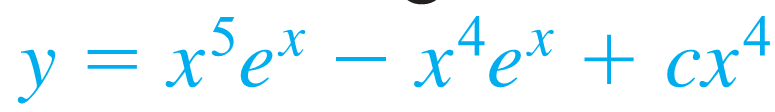 y = x⁵eˣ − x⁴eˣ + cx⁴